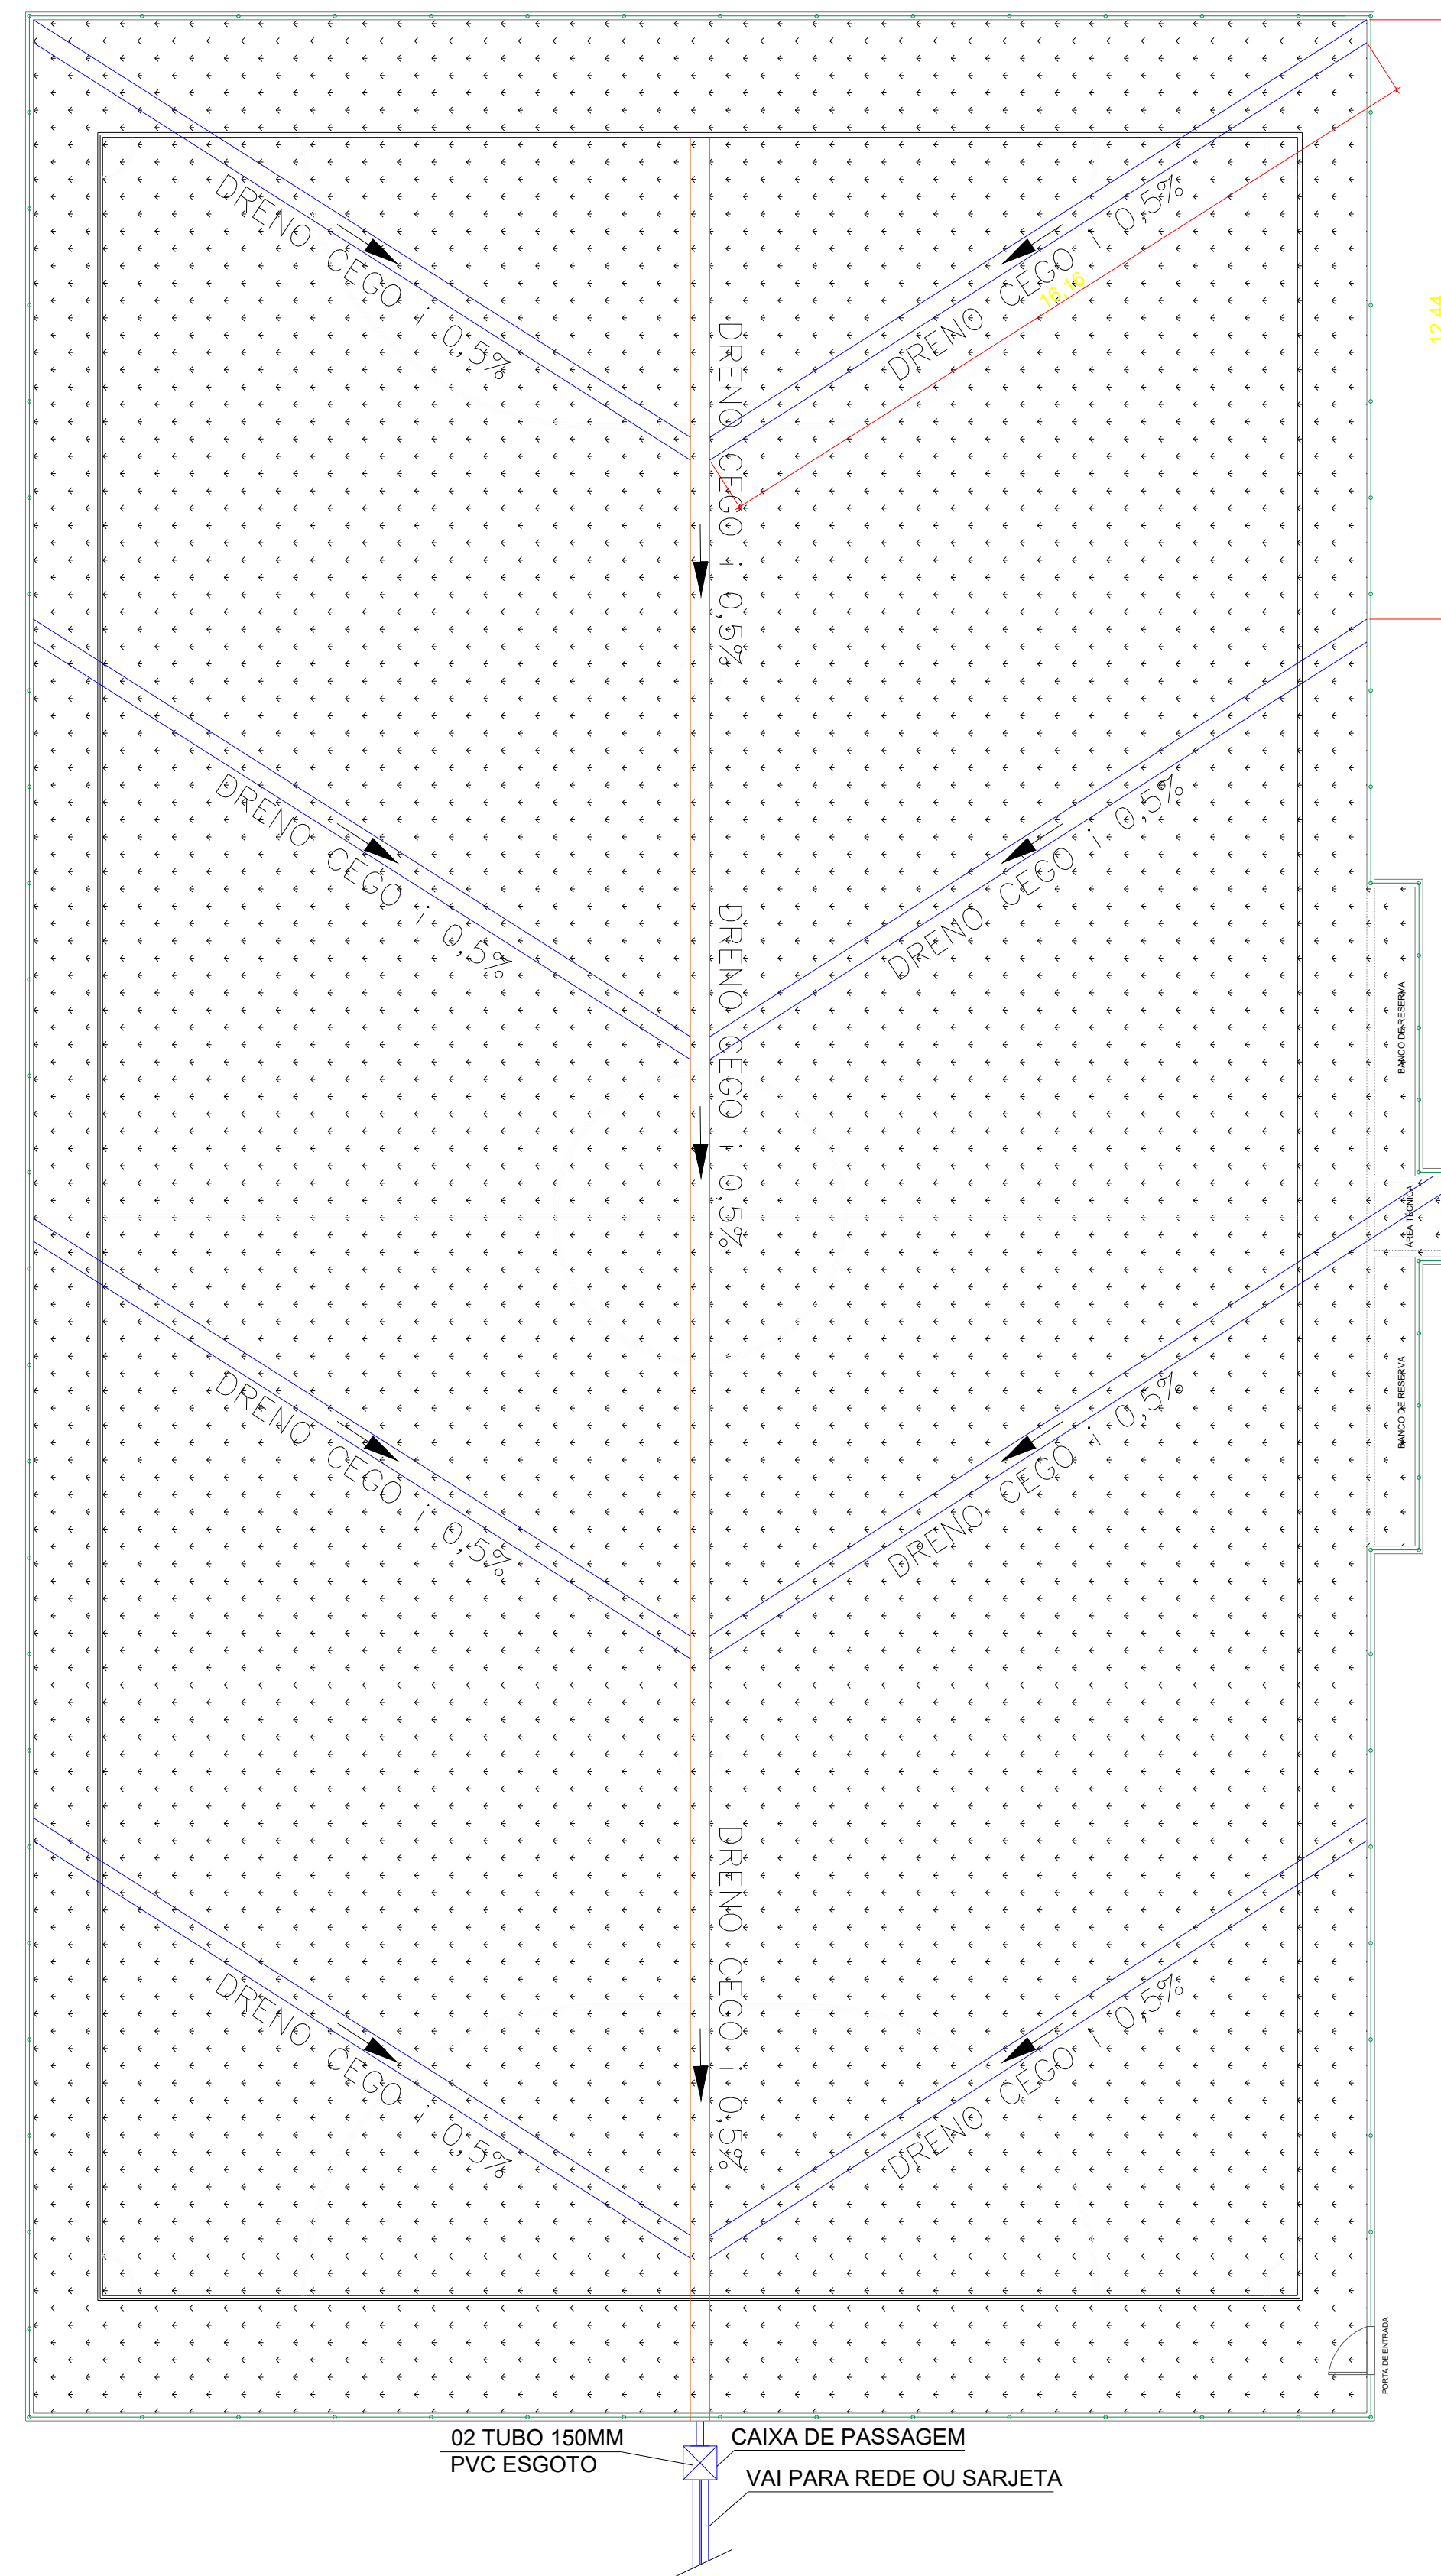 DRENO CEGO i 0,5%
DRENO CEGO i 0,5%
16,16
12,44
DRENO CEGO i 0,5%
DRENO CEGO i 0,5%
DRENO CEGO i 0,5%
DRENO CEGO i 0,5%
BANCO DE RESERVA
ÁREA TÉCNICA
BANCO DE RESERVA
DRENO CEGO i 0,5%
DRENO CEGO i 0,5%
DRENO CEGO i 0,5%
DRENO CEGO i 0,5%
DRENO CEGO i 0,5%
PORTA DE ENTRADA
02 TUBO 150MM
PVC ESGOTO
CAIXA DE PASSAGEM
VAI PARA REDE OU SARJETA